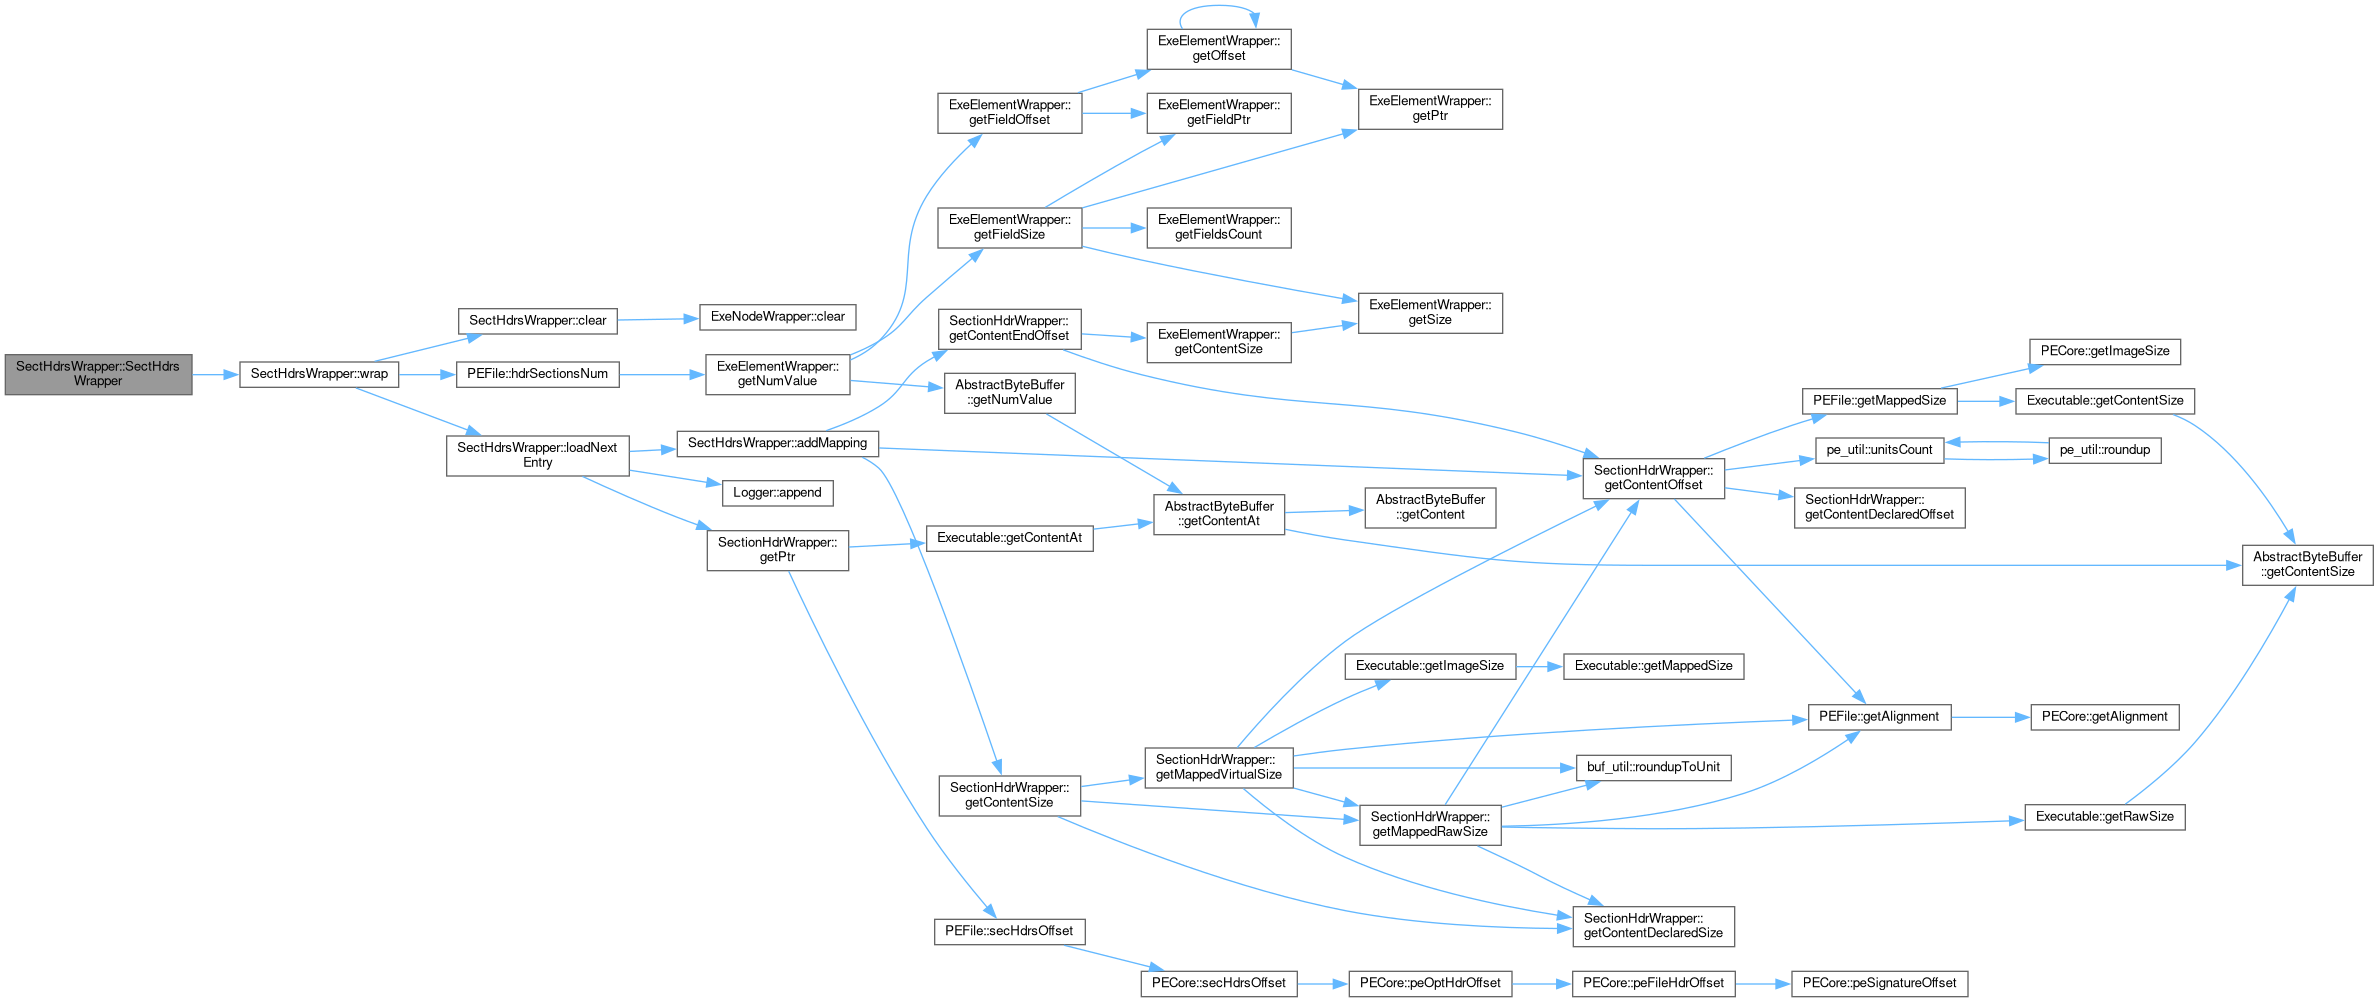 SectHdrsWrapper::SectHdrs
Wrapper
SectHdrsWrapper::wrap
SectHdrsWrapper::clear
ExeNodeWrapper::clear
PEFile::hdrSectionsNum
ExeElementWrapper::
getNumValue
ExeElementWrapper::
getFieldOffset
ExeElementWrapper::
getOffset
ExeElementWrapper::
getPtr
ExeElementWrapper::
getFieldPtr
ExeElementWrapper::
getFieldSize
ExeElementWrapper::
getFieldsCount
ExeElementWrapper::
getSize
AbstractByteBuffer
::getNumValue
AbstractByteBuffer
::getContentAt
AbstractByteBuffer
::getContent
AbstractByteBuffer
::getContentSize
SectHdrsWrapper::loadNext
Entry
SectHdrsWrapper::addMapping
Logger::append
SectionHdrWrapper::
getPtr
SectionHdrWrapper::
getContentEndOffset
ExeElementWrapper::
getContentSize
SectionHdrWrapper::
getContentOffset
PEFile::getMappedSize
PECore::getImageSize
Executable::getContentSize
pe_util::unitsCount
pe_util::roundup
SectionHdrWrapper::
getContentDeclaredOffset
PEFile::getAlignment
PECore::getAlignment
SectionHdrWrapper::
getContentSize
SectionHdrWrapper::
getMappedVirtualSize
Executable::getImageSize
Executable::getMappedSize
buf_util::roundupToUnit
SectionHdrWrapper::
getMappedRawSize
Executable::getRawSize
SectionHdrWrapper::
getContentDeclaredSize
Executable::getContentAt
PEFile::secHdrsOffset
PECore::secHdrsOffset
PECore::peOptHdrOffset
PECore::peFileHdrOffset
PECore::peSignatureOffset